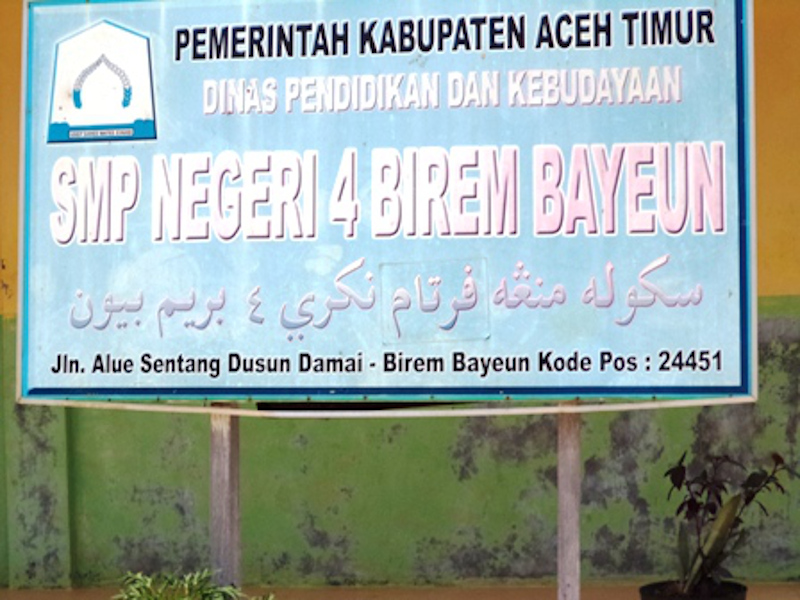 PEMERINTAH KABUPATEN ACEH TIMUR
DINAS PENDIDIKAN DAN KEBUDAYAAN
SMP NEGERI 4 BIREM BAYEUN
سكوله منڠه فرتام نكري ٤ بريم بيون
Jln. Alue Sentang Dusun Damai - Birem Bayeun Kode Pos : 24451